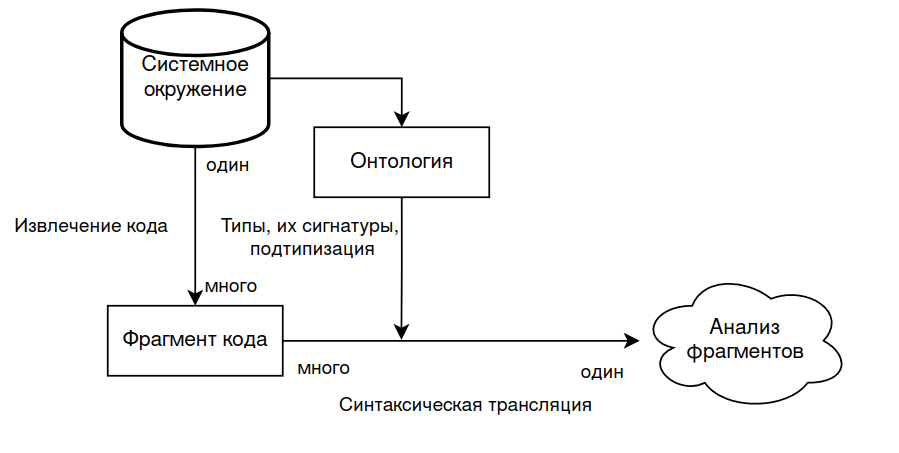 Системное
окружение
Онтология
один
Извлечение кода
Типы, их сигнатуры,
подтипизация
много
Фрагмент кода
Анализ
фрагментов
много
один
Синтаксическая трансляция